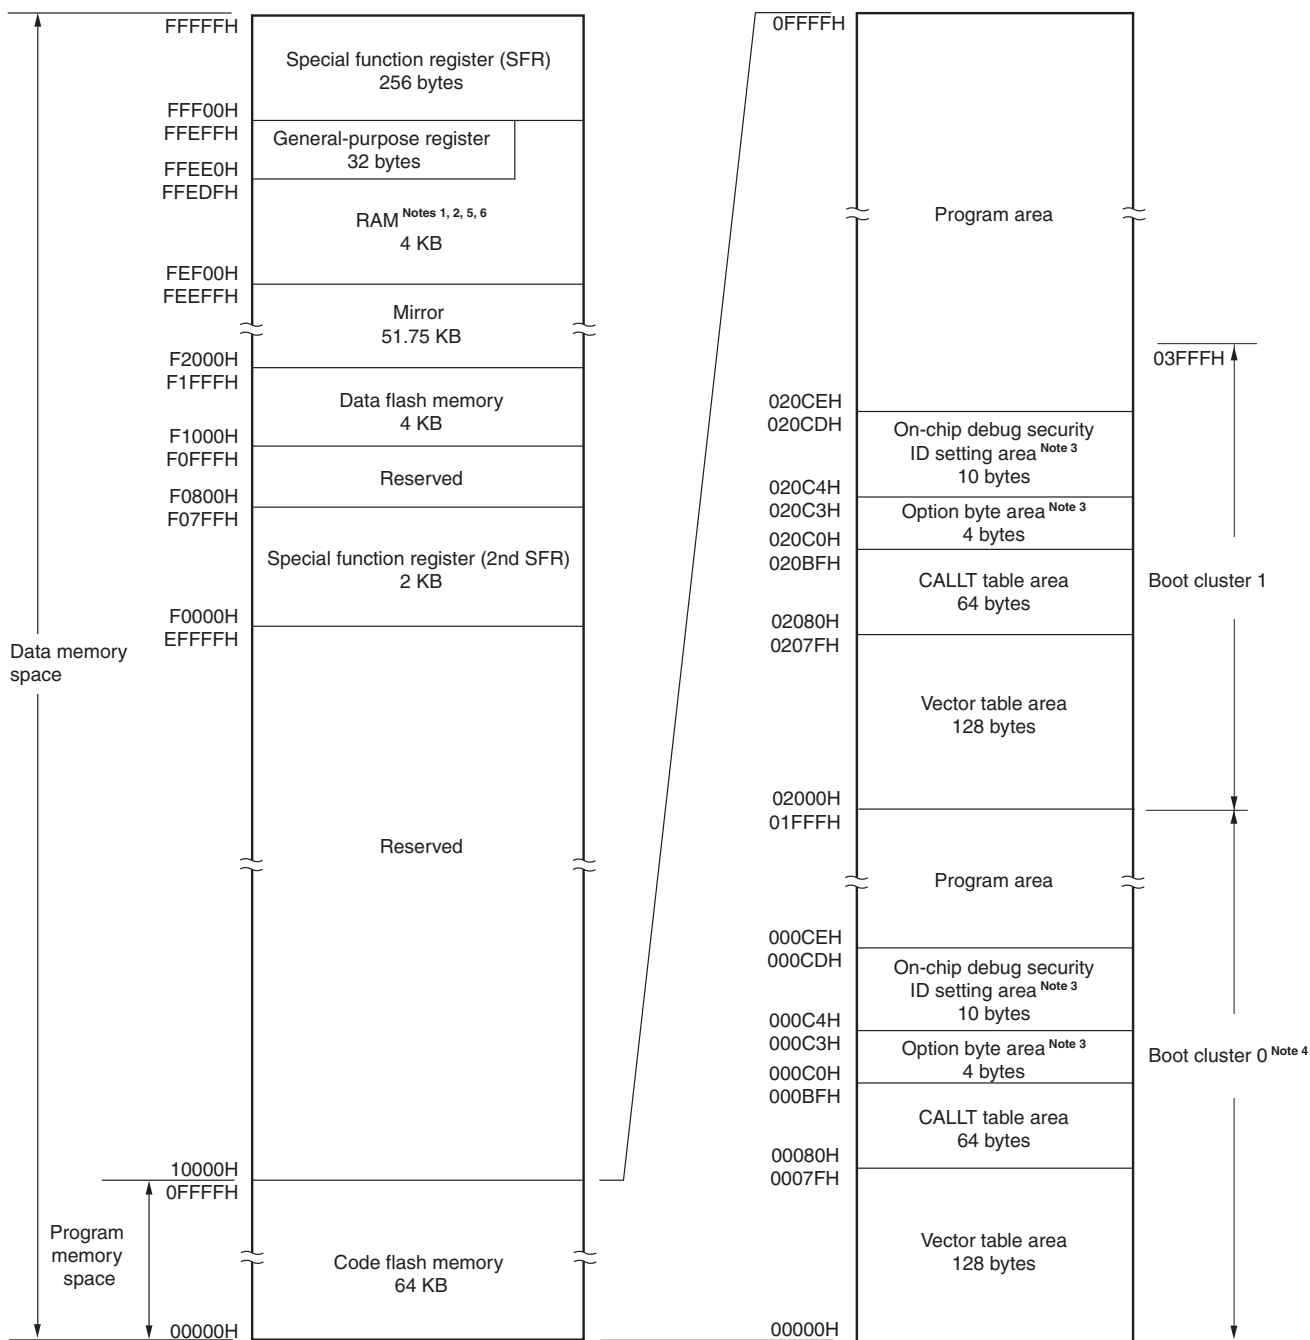 FFFFFH
Special function register (SFR)
256 bytes
FFF00H
FFEFFH
General-purpose register
32 bytes
FFEE0H
FFEDFH
RAM Notes 1, 2, 5, 6
4 KB
FEF00H
FEEFFH
Mirror
51.75 KB
F2000H
F1FFFH
Data flash memory
4 KB
F1000H
F0FFFH
Reserved
F0800H
F07FFH
Special function register (2nd SFR)
2 KB
F0000H
EFFFFH
Data memory
space
Reserved
10000H
0FFFFH
Program
memory
space
Code flash memory
64 KB
00000H
0FFFFH
Program area
03FFFH
020CEH
020CDH
On-chip debug security
ID setting area Note 3
10 bytes
020C4H
020C3H
Option byte area Note 3
4 bytes
020C0H
020BFH
CALLT table area
64 bytes
Boot cluster 1
02080H
0207FH
Vector table area
128 bytes
02000H
01FFFH
Program area
000CEH
000CDH
On-chip debug security
ID setting area Note 3
10 bytes
000C4H
000C3H
Option byte area Note 3
4 bytes
Boot cluster 0 Note 4
000C0H
000BFH
CALLT table area
64 bytes
00080H
0007FH
Vector table area
128 bytes
00000H